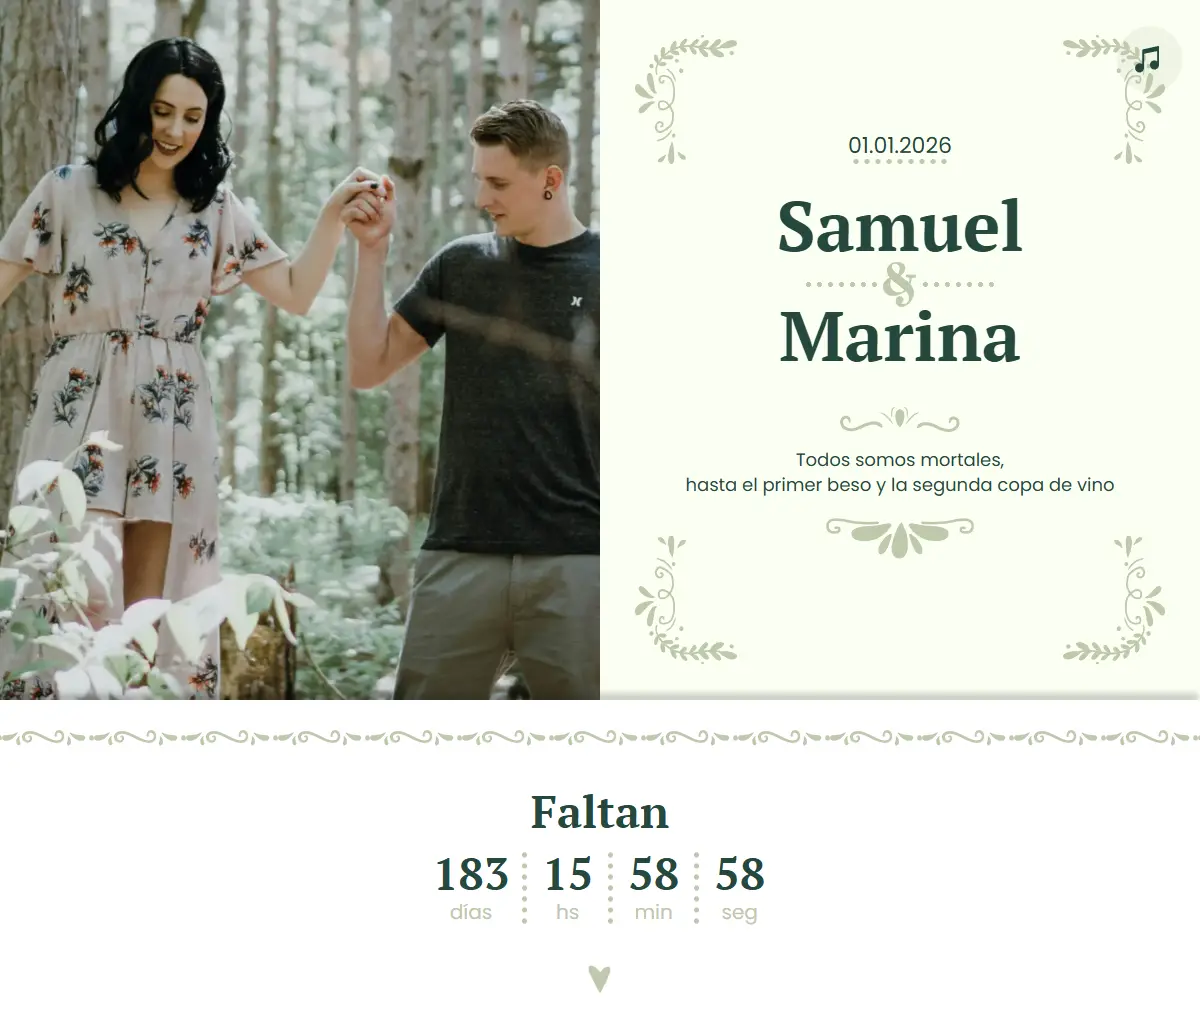 01.01.2026
Samuel
&
Marina
Todos somos mortales,
hasta el primer beso y la segunda copa de vino
Faltan
183 15 58 58
días hs min seg